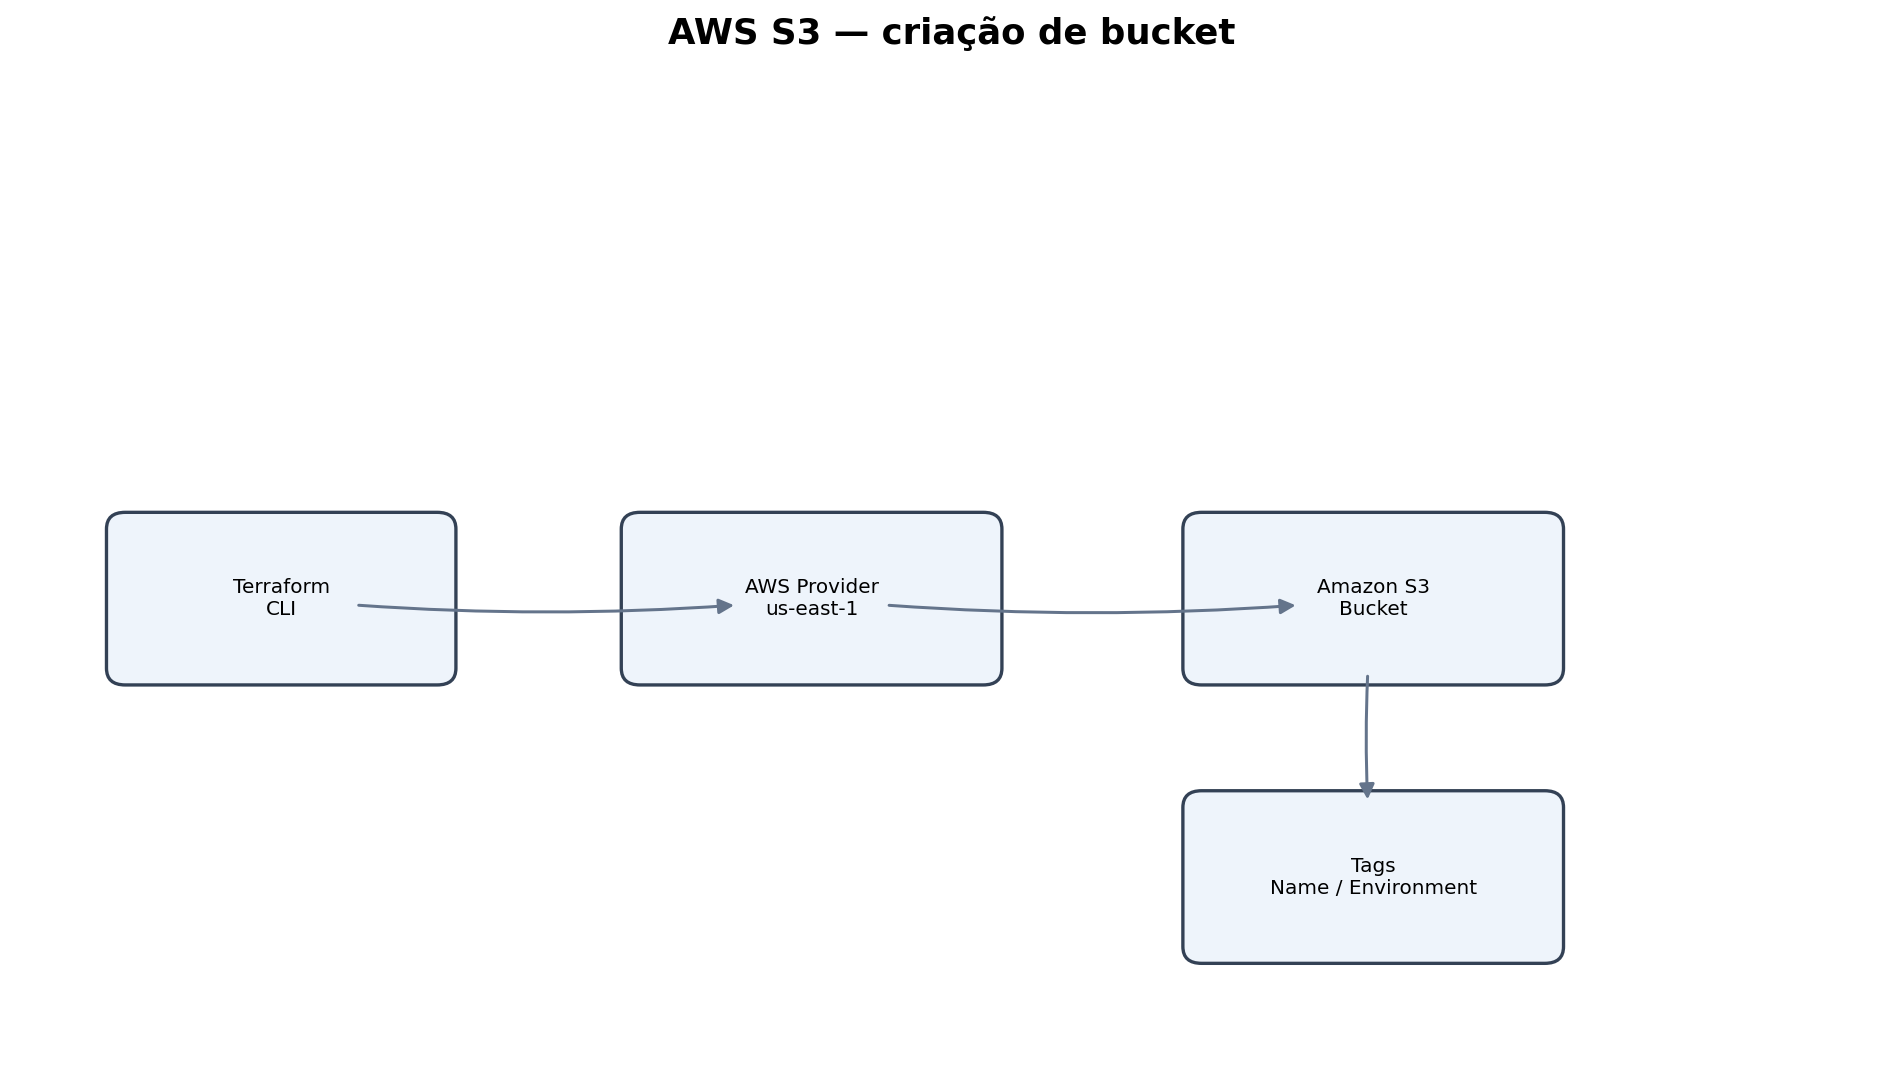 AWS S3 — criação de bucket
Terraform
CLI
AWS Provider
us-east-1
Amazon S3
Bucket
Tags
Name / Environment